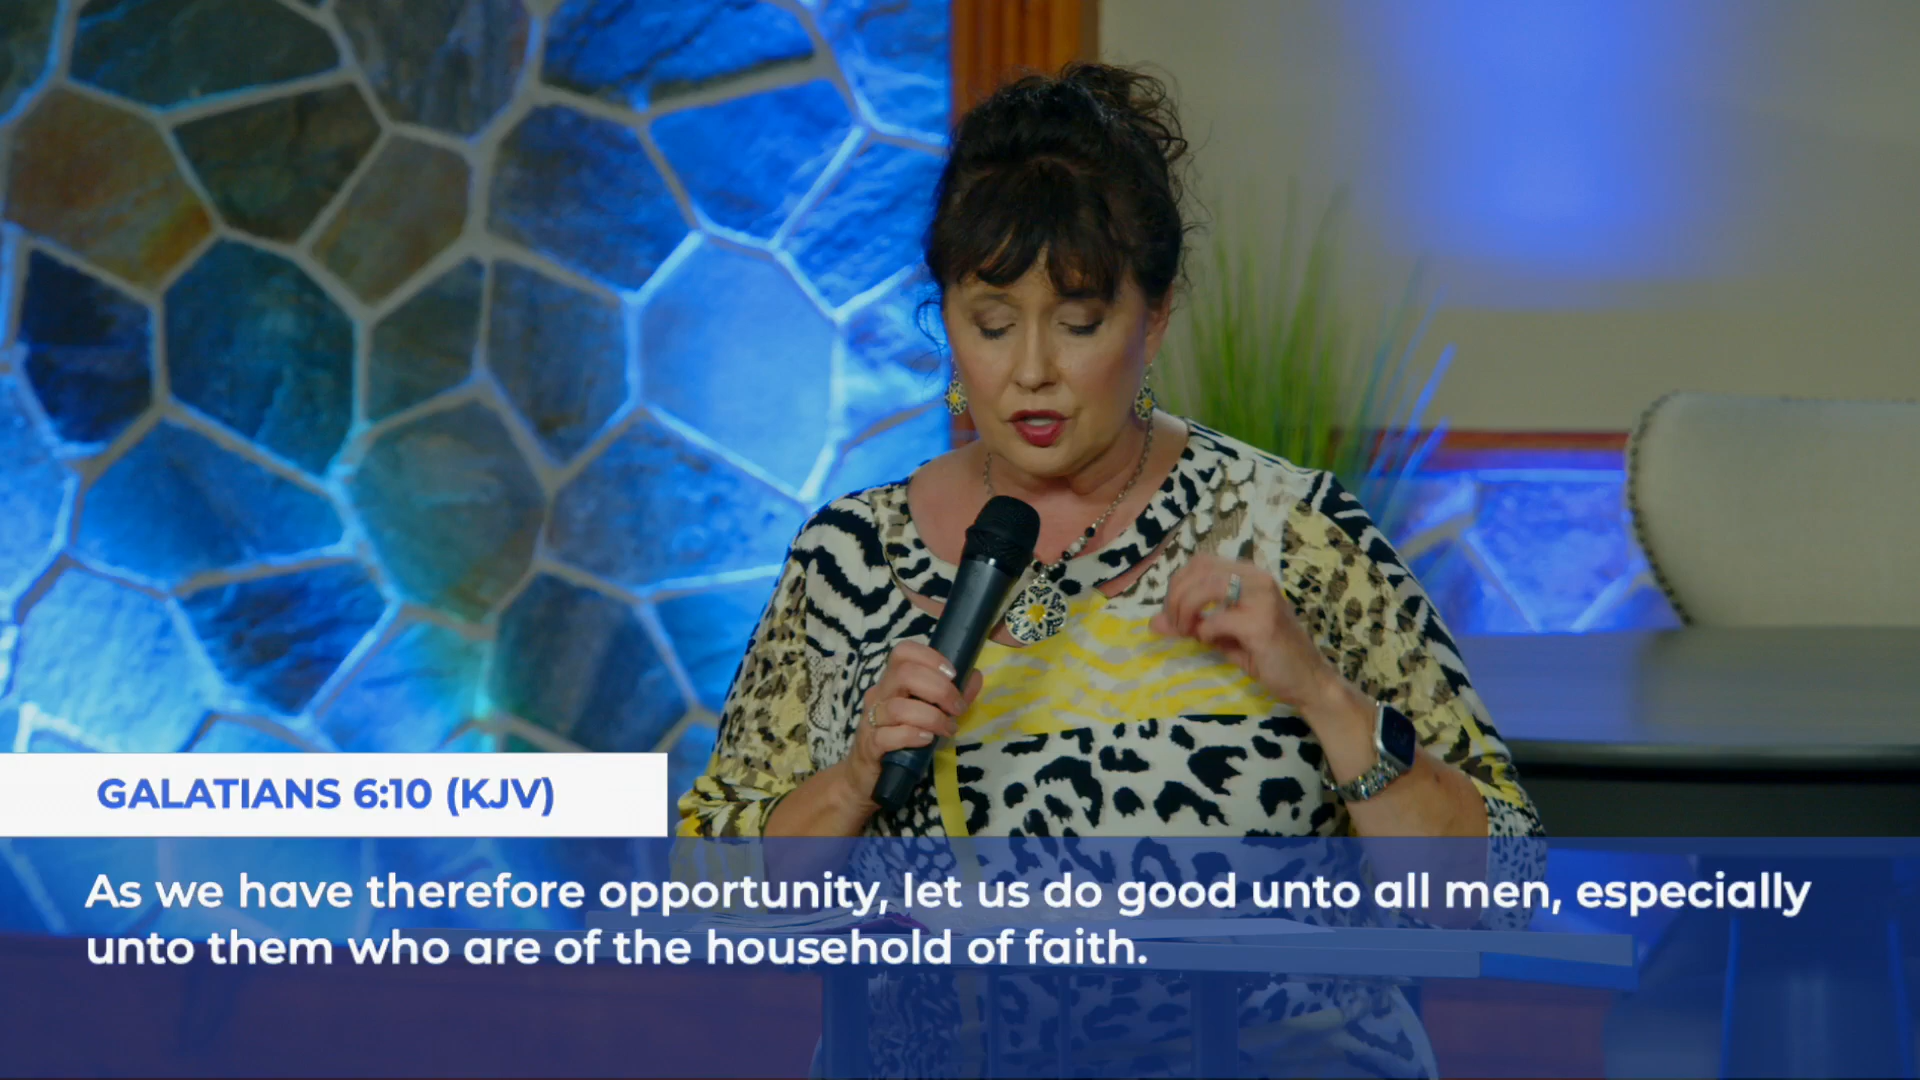 GALATIANS 6:10 (KJV)
As we have therefore opportunity, let us do good unto all men, especially
unto them who are of the household of faith.